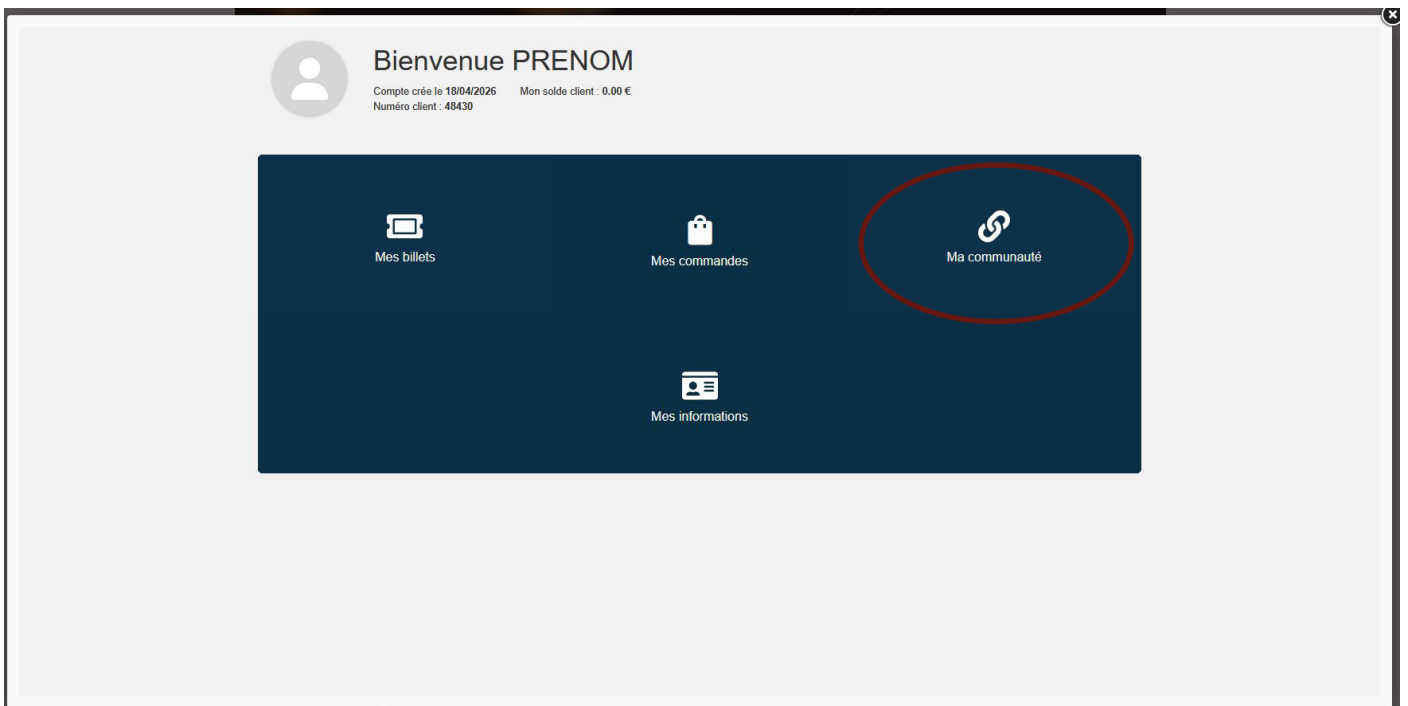 Bienvenue PRENOM
Compte crée le 18/04/2026 Mon solde client : 0.00 €
Numéro client : 48430
Mes billets
Mes commandes
Ma communauté
Mes informations